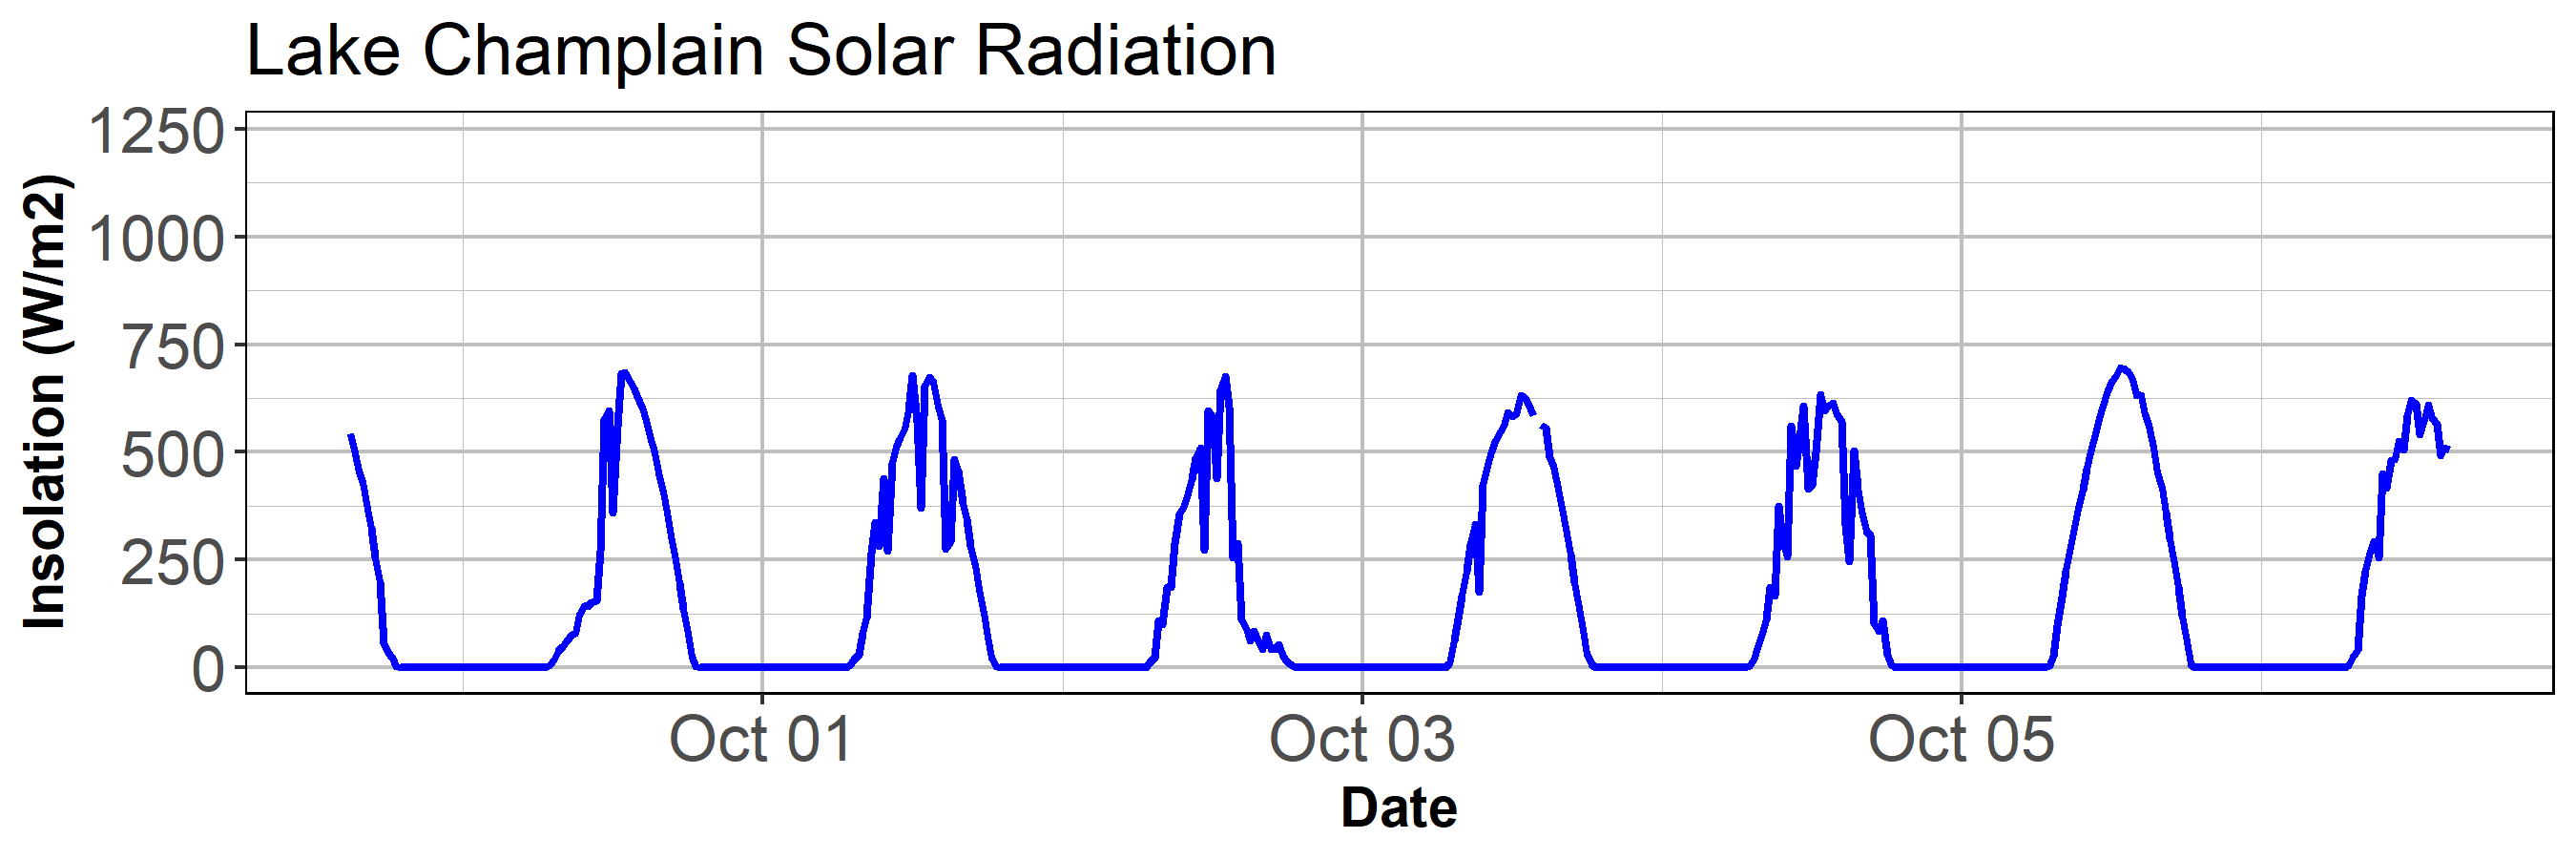 Lake Champlain Solar Radiation
1250
1000
750
500
250
0
Insolation (W/m2)
Oct 01
Oct 03
Oct 05
Date